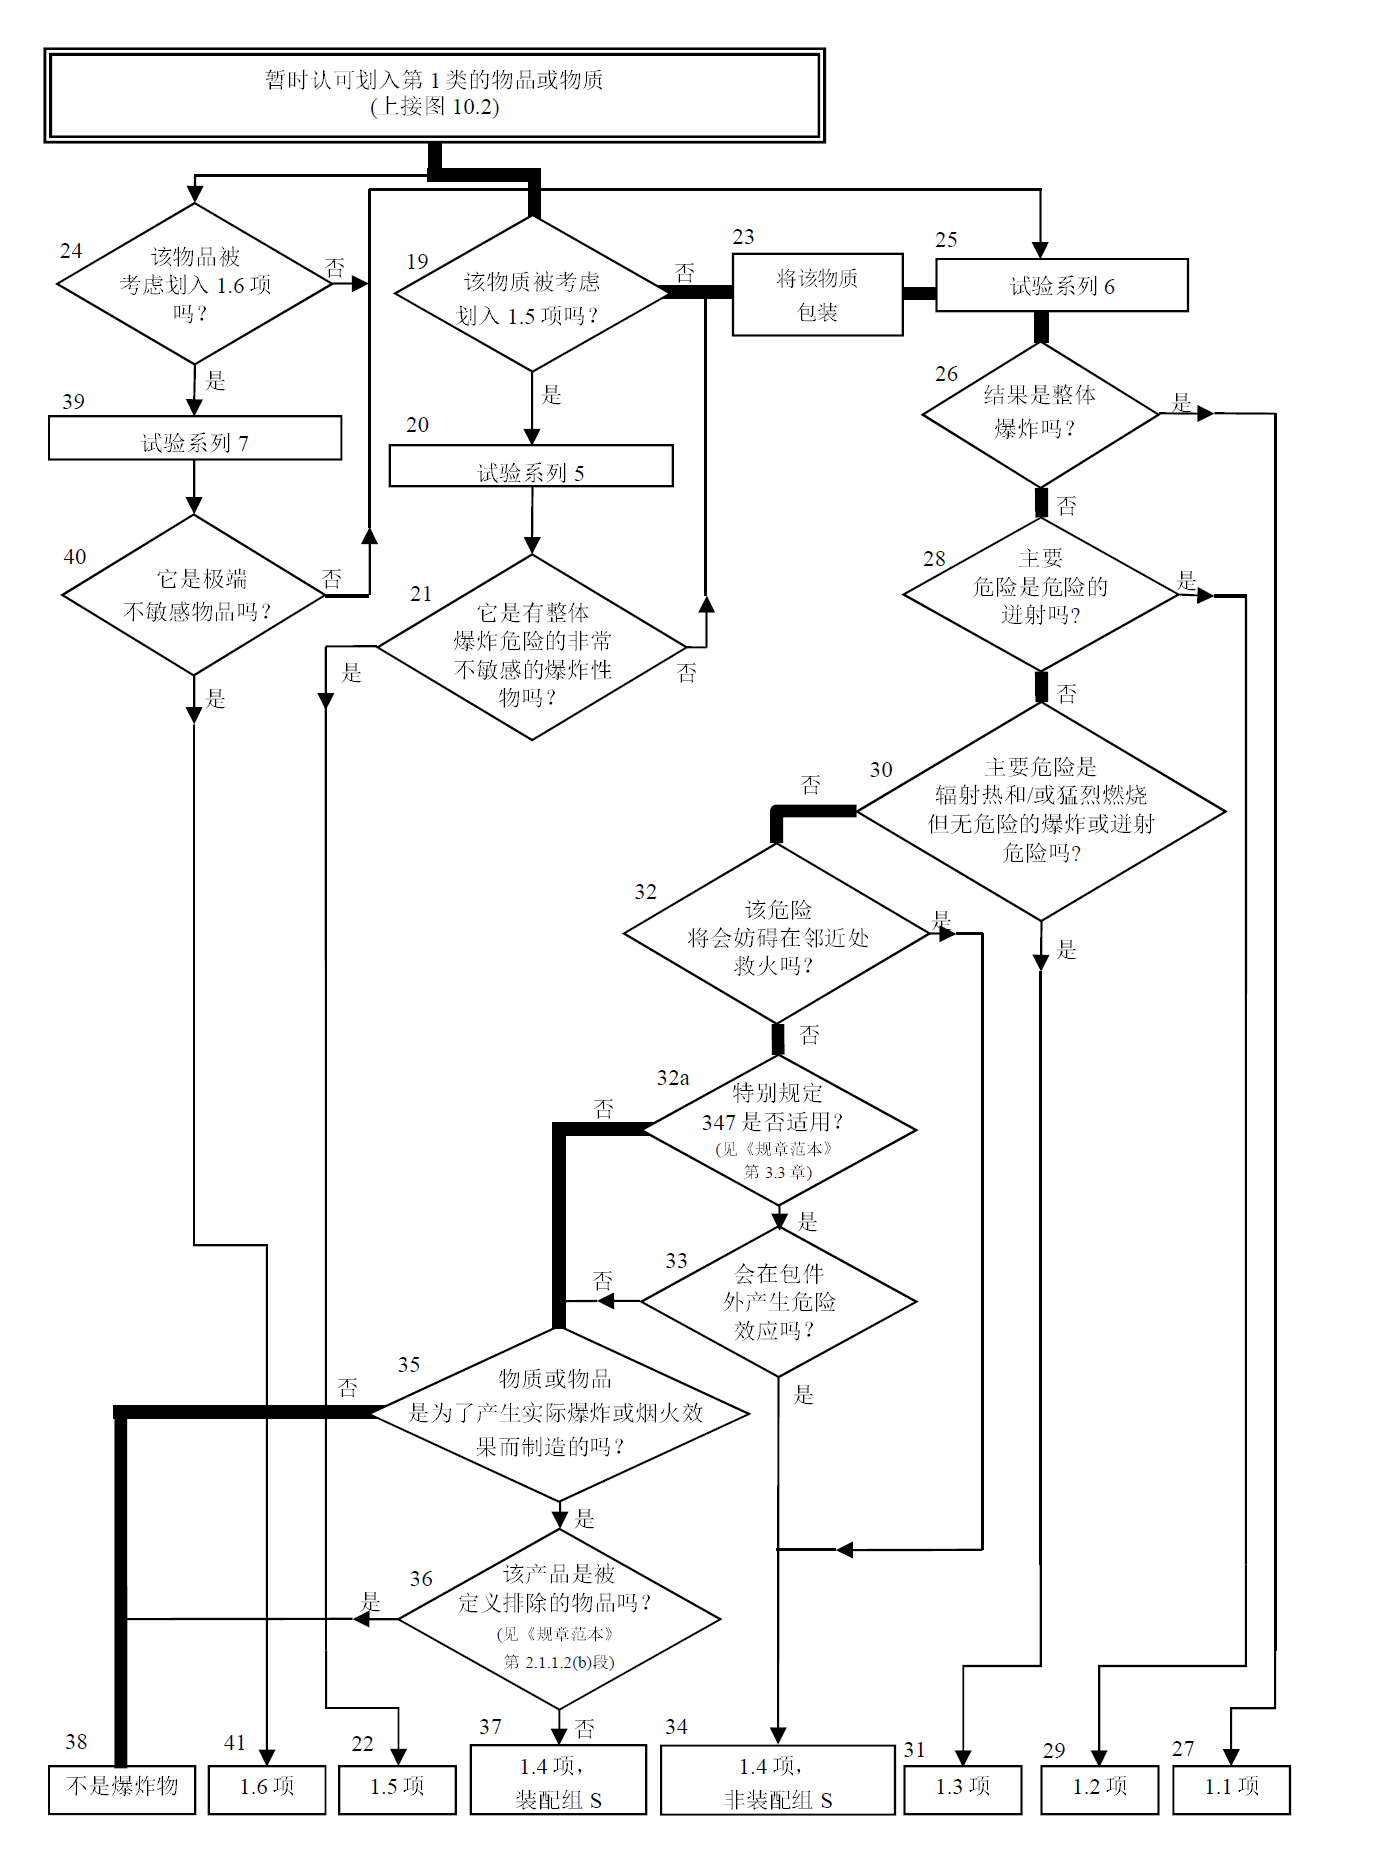 暂时认可划入第 1 类的物品或物质
(上接图 10.2)
24
该物品被
考虑划入 1.6 项
吗？
否
是
19
该物质被考虑
划入 1.5 项吗？
否
是
23
将该物质
包装
25
试验系列 6
26
结果是整体
爆炸吗？
是
否
39
试验系列 7
20
试验系列 5
40
它是极端
不敏感物品吗？
否
是
21
它是有整体
爆炸危险的非常
不敏感的爆炸性
物吗？
是
否
28
主要
危险是危险的
迸射吗?
是
否
30
主要危险是
辐射热和/或猛烈燃烧
但无危险的爆炸或迸射
危险吗?
否
是
32
该危险
将会妨碍在邻近处
救火吗？
是
否
32a
特别规定
347 是否适用？
(见《规章范本》
第 3.3 章)
否
是
33
会在包件
外产生危险
效应吗？
否
是
35
物质或物品
是为了产生实际爆炸或烟火效
果而制造的吗？
否
是
36
该产品是被
定义排除的物品吗？
(见《规章范本》
第 2.1.1.2(b)段)
是
否
38
不是爆炸物
41
1.6 项
22
1.5 项
37
1.4 项，
装配组 S
34
1.4 项，
非装配组 S
31
1.3 项
29
1.2 项
27
1.1 项